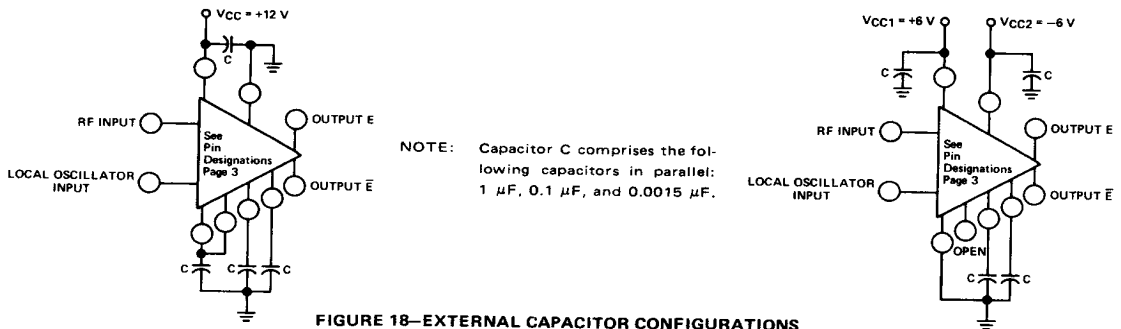 VCC = +12 V
C
RF INPUT
See
Pin
Designations
Page 3
OUTPUT E
LOCAL OSCILLATOR
INPUT
OUTPUT E̅
C
C
C
NOTE: Capacitor C comprises the fol-
lowing capacitors in parallel:
1 μF, 0.1 μF, and 0.0015 μF.
VCC1 = +6 V
VCC2 = −6 V
C
C
RF INPUT
See
Pin
Designations
Page 3
OUTPUT E
LOCAL OSCILLATOR
INPUT
OUTPUT E̅
OPEN
C
C
FIGURE 18—EXTERNAL CAPACITOR CONFIGURATIONS